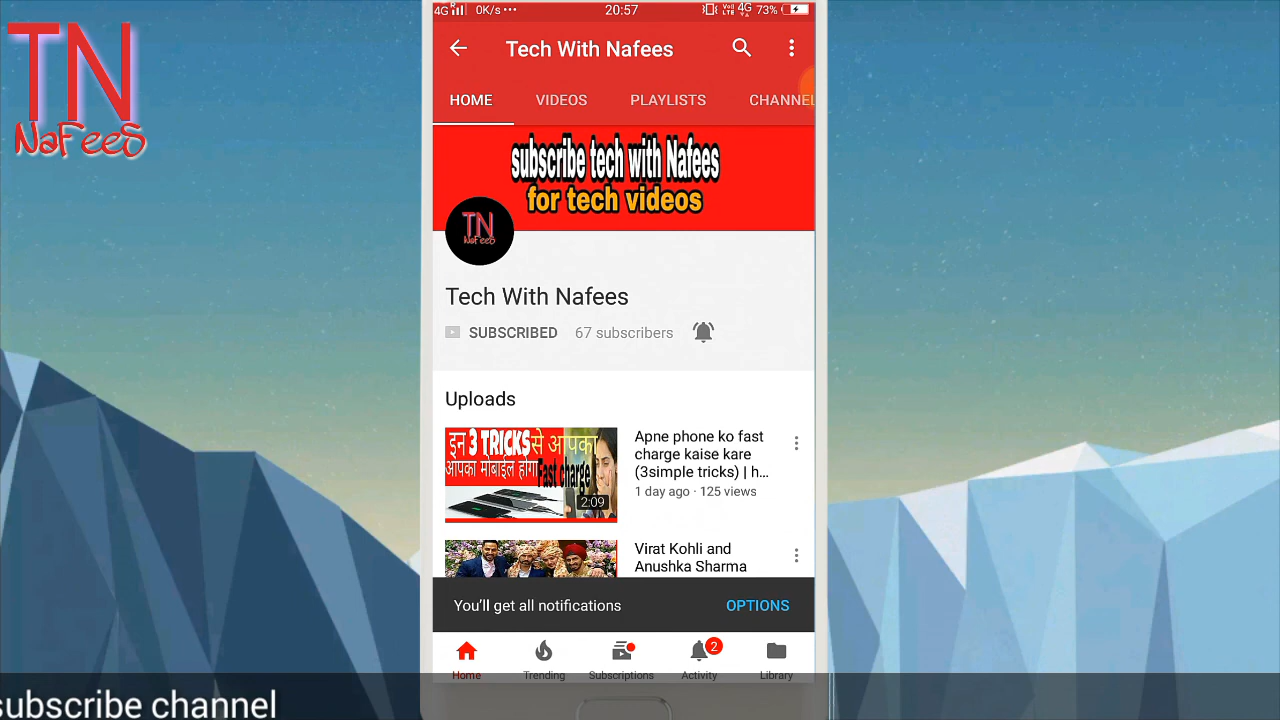 TN
NaFeeS
4G 0K/s ••• 20:57 VoLTE 4G 73%
Tech With Nafees
HOME VIDEOS PLAYLISTS CHANNEL
subscribe tech with Nafees
for tech videos
TN
NaFeeS
Tech With Nafees
SUBSCRIBED 67 subscribers
Uploads
इन 3 TRICKS से आपका
आपका मोबाईल होगा Fast charge
2:09
Apne phone ko fast
charge kaise kare
(3simple tricks) | h...
1 day ago · 125 views
Virat Kohli and
Anushka Sharma
You'll get all notifications OPTIONS
2
Home Trending Subscriptions Activity Library
subscribe channel